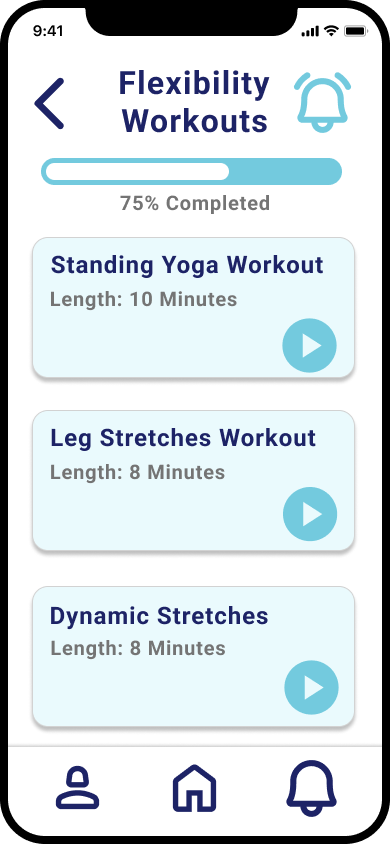 9:41
Flexibility
Workouts
75% Completed
Standing Yoga Workout
Length: 10 Minutes
Leg Stretches Workout
Length: 8 Minutes
Dynamic Stretches
Length: 8 Minutes